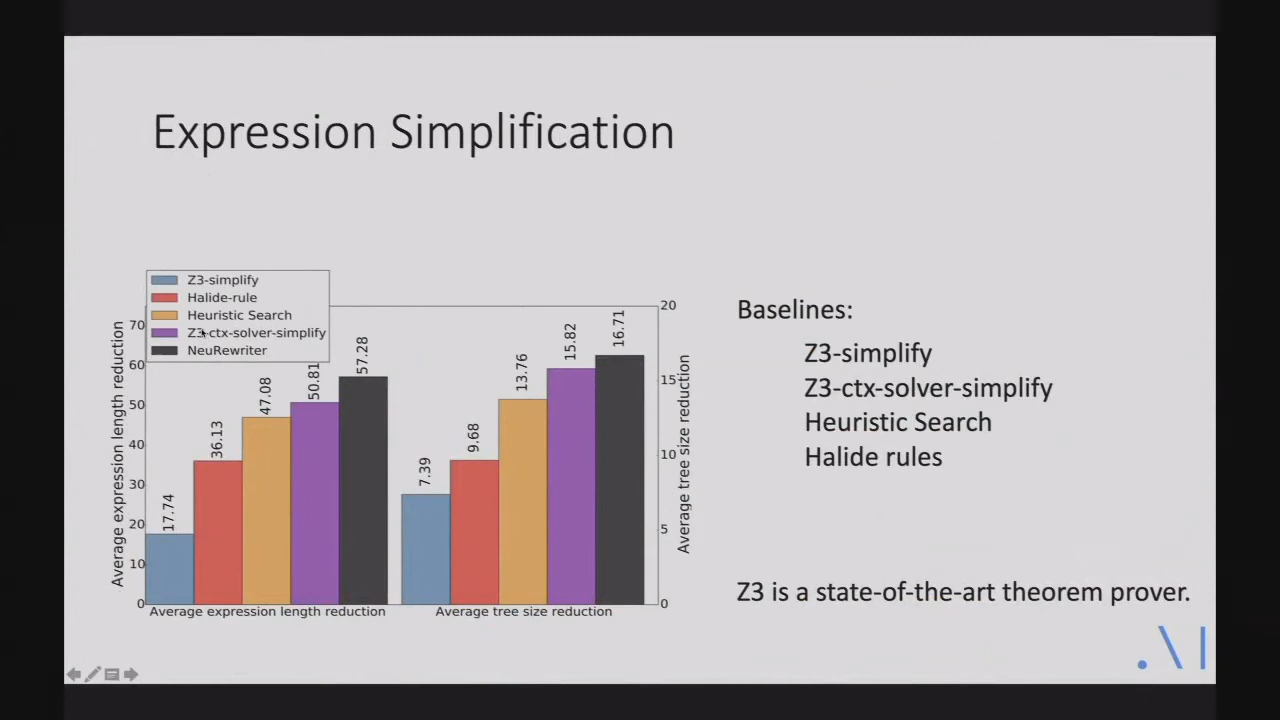 Expression Simplification
Z3-simplify
Halide-rule
Heuristic Search
Z3-ctx-solver-simplify
NeuRewriter
Average expression length reduction
70
60
50
40
30
20
10
0
17.74
36.13
47.08
50.81
57.28
7.39
9.68
13.76
15.82
16.71
20
15
10
5
0
Average tree size reduction
Average expression length reduction
Average tree size reduction
Baselines:
Z3-simplify
Z3-ctx-solver-simplify
Heuristic Search
Halide rules
Z3 is a state-of-the-art theorem prover.